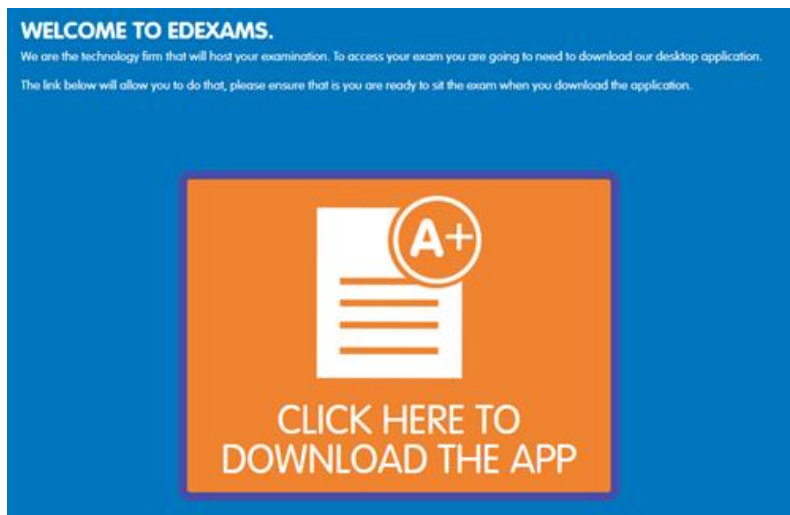 WELCOME TO EDEXAMS.
We are the technology firm that will host your examination. To access your exam you are going to need to download our desktop application.
The link below will allow you to do that, please ensure that is you are ready to sit the exam when you download the application.
A+
CLICK HERE TO
DOWNLOAD THE APP